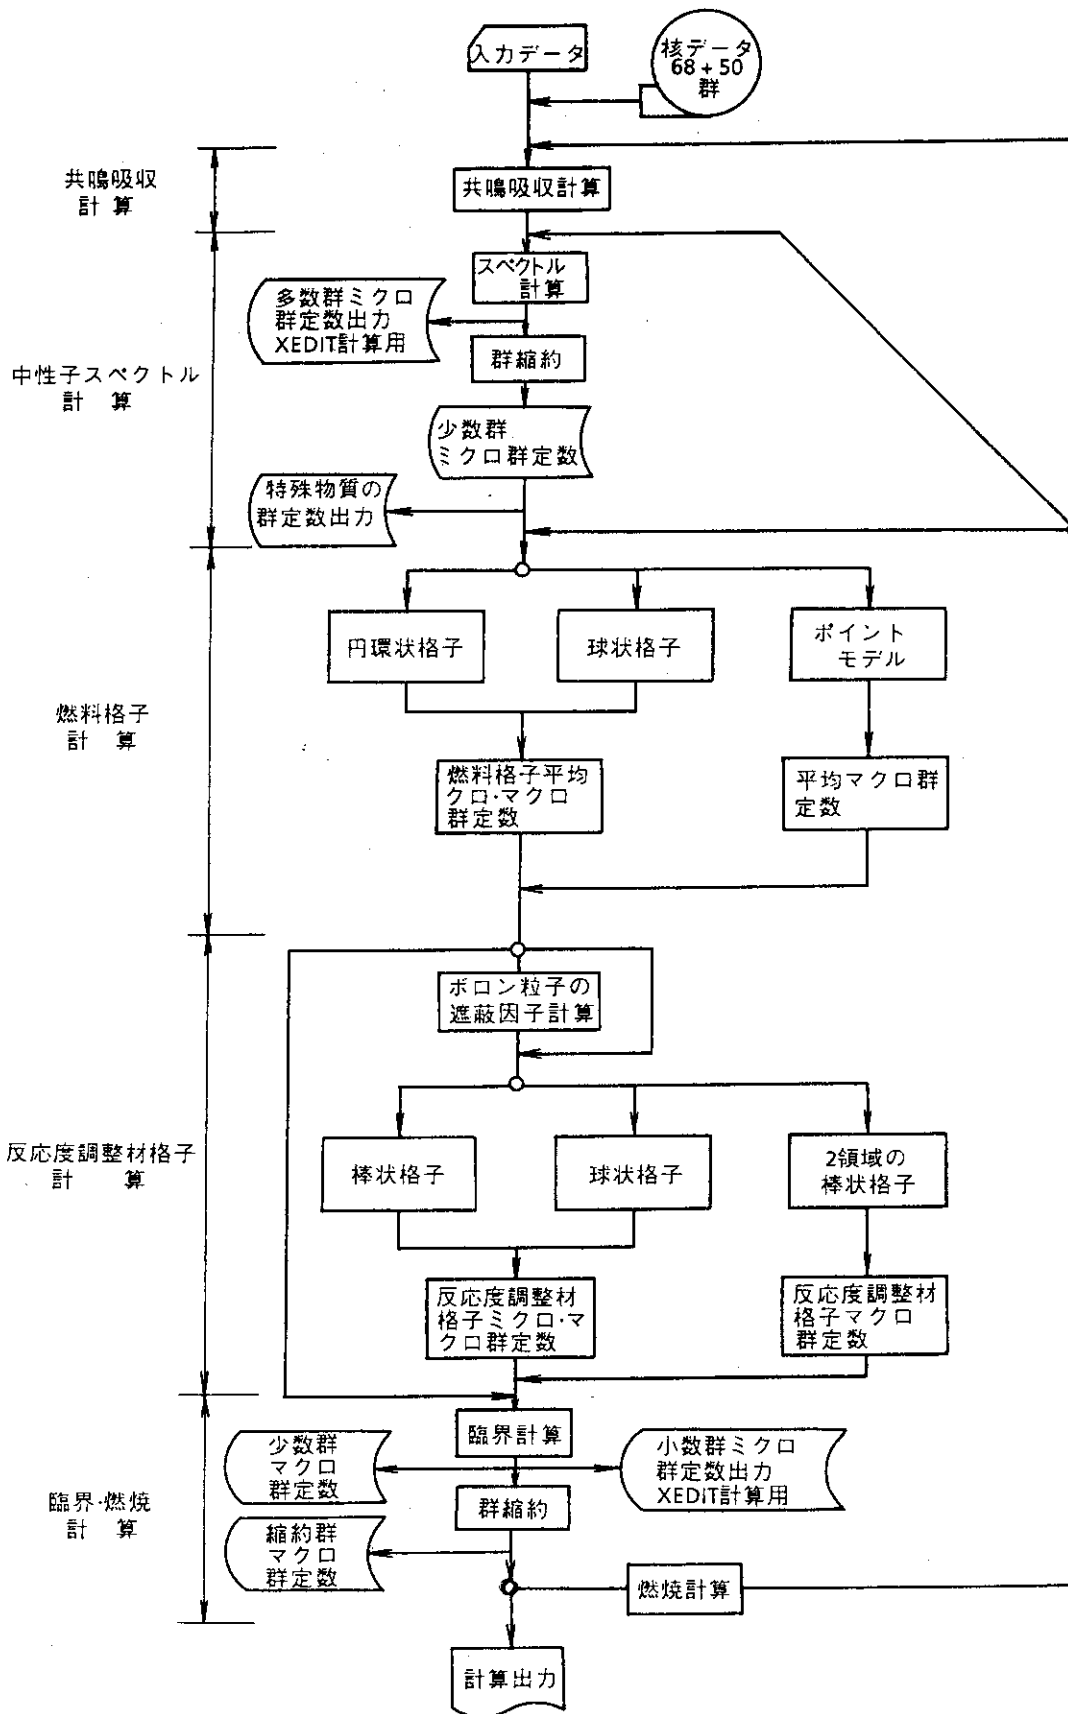 入力データ
核データ
68+50
群
共鳴吸収
計算
共鳴吸収計算
スペクトル
計算
多数群ミクロ
群定数出力
XEDIT計算用
群縮約
中性子スペクトル
計算
少数群
ミクロ群定数
特殊物質の
群定数出力
円環状格子
球状格子
ポイント
モデル
燃料格子
計算
燃料格子平均
クロ・マクロ
群定数
平均マクロ群
定数
ボロン粒子の
遮蔽因子計算
反応度調整材格子
計算
棒状格子
球状格子
2領域の
棒状格子
反応度調整材
格子ミクロ・マ
クロ群定数
反応度調整材
格子マクロ
群定数
臨界計算
少数群
マクロ
群定数
小数群ミクロ
群定数出力
XEDIT計算用
臨界・燃焼
計算
群縮約
縮約群
マクロ
群定数
燃焼計算
計算出力